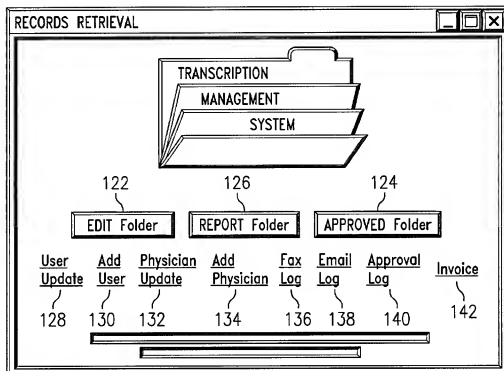 RECORDS RETRIEVAL
TRANSCRIPTION
MANAGEMENT
SYSTEM
122 126 124
EDIT Folder REPORT Folder APPROVED Folder
User Add Physician Add Fax Email Approval Invoice
Update User Update Physician Log Log Log
128 130 132 134 136 138 140 142